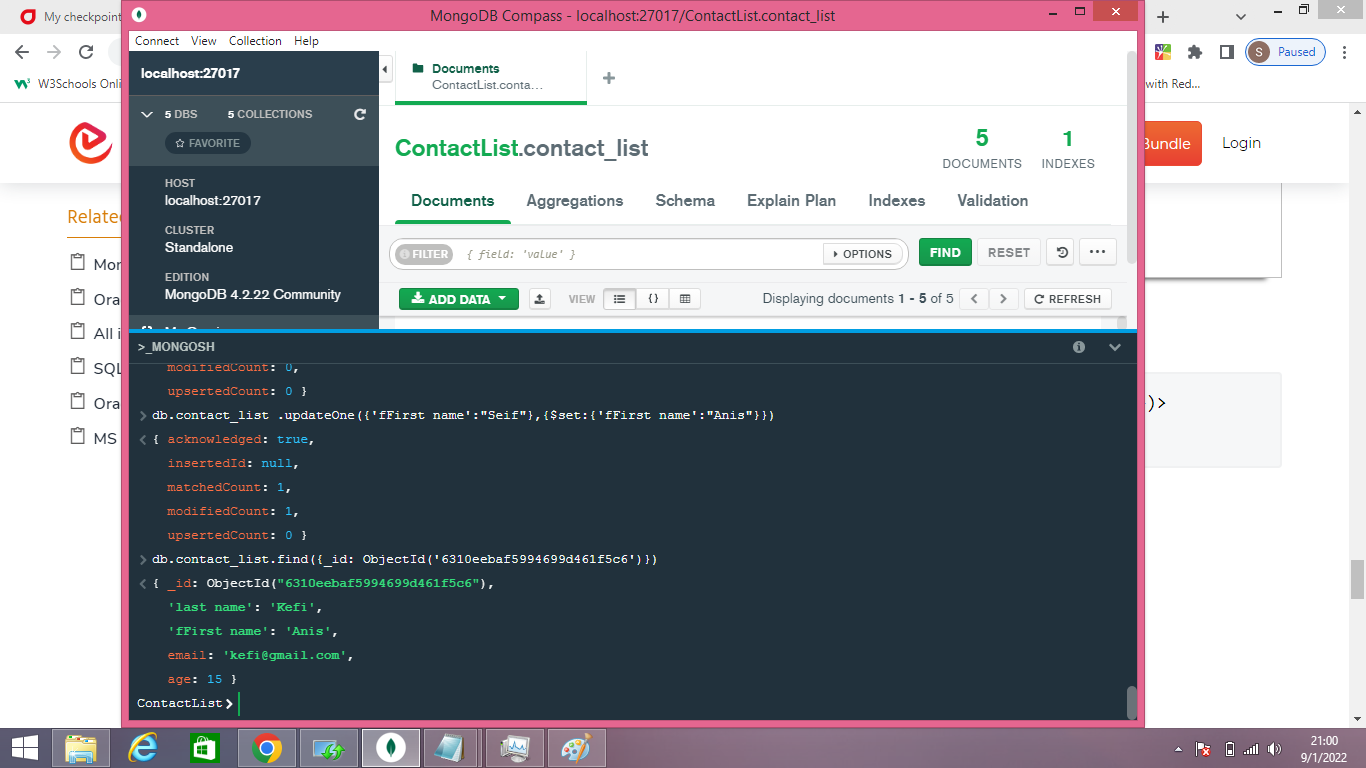 My checkpoint
MongoDB Compass - localhost:27017/ContactList.contact_list
Connect View Collection Help
S Paused
W3Schools Onli
with Red...
localhost:27017
Documents
ContactList.conta...
5 DBS 5 COLLECTIONS
FAVORITE
ContactList.contact_list
5
DOCUMENTS
1
INDEXES
Bundle
Login
HOST
localhost:27017
Documents Aggregations Schema Explain Plan Indexes Validation
CLUSTER
Standalone
FILTER { field: 'value' } OPTIONS FIND RESET
EDITION
MongoDB 4.2.22 Community
ADD DATA VIEW Displaying documents 1 - 5 of 5 REFRESH
Relate
Mor
Ora
All i
SQL
Ora
MS
>_MONGOSH
modifiedCount: 0,
upsertedCount: 0 }
db.contact_list .updateOne({'fFirst name':"Seif"},{$set:{'fFirst name':"Anis"}})
{ acknowledged: true,
insertedId: null,
matchedCount: 1,
modifiedCount: 1,
upsertedCount: 0 }
db.contact_list.find({_id: ObjectId('6310eebaf5994699d461f5c6')})
{ _id: ObjectId("6310eebaf5994699d461f5c6"),
'last name': 'Kefi',
'fFirst name': 'Anis',
email: 'kefi@gmail.com',
age: 15 }
ContactList>
)>
21:00
9/1/2022